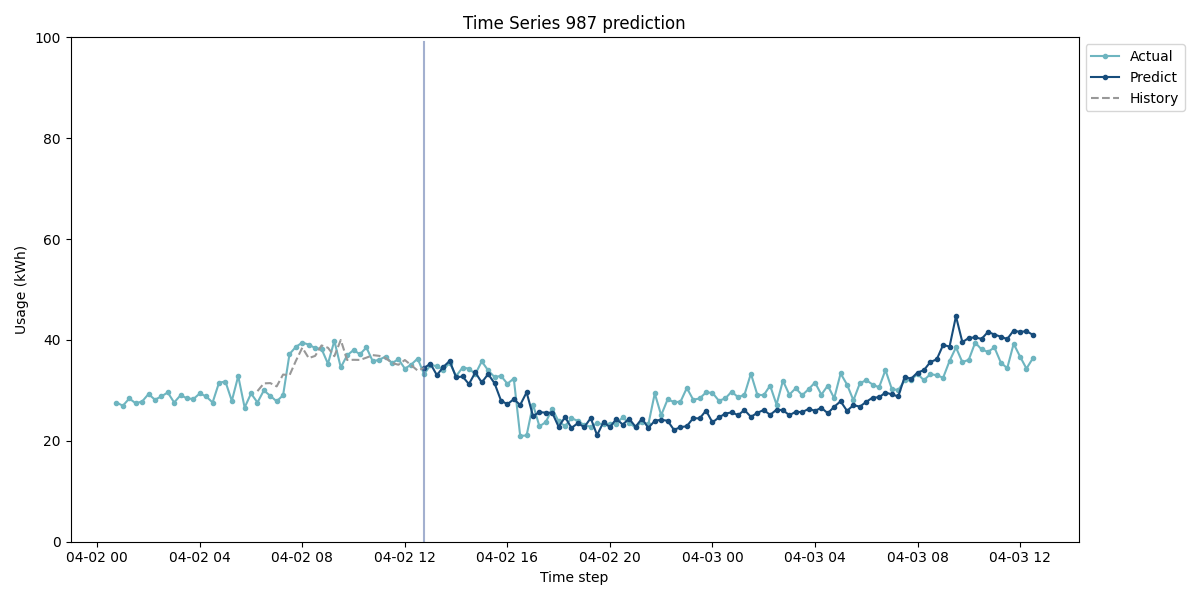 Time Series 987 prediction
Usage (kWh)
100
80
60
40
20
0
04-02 00
04-02 04
04-02 08
04-02 12
04-02 16
04-02 20
04-03 00
04-03 04
04-03 08
04-03 12
Time step
Actual
Predict
History